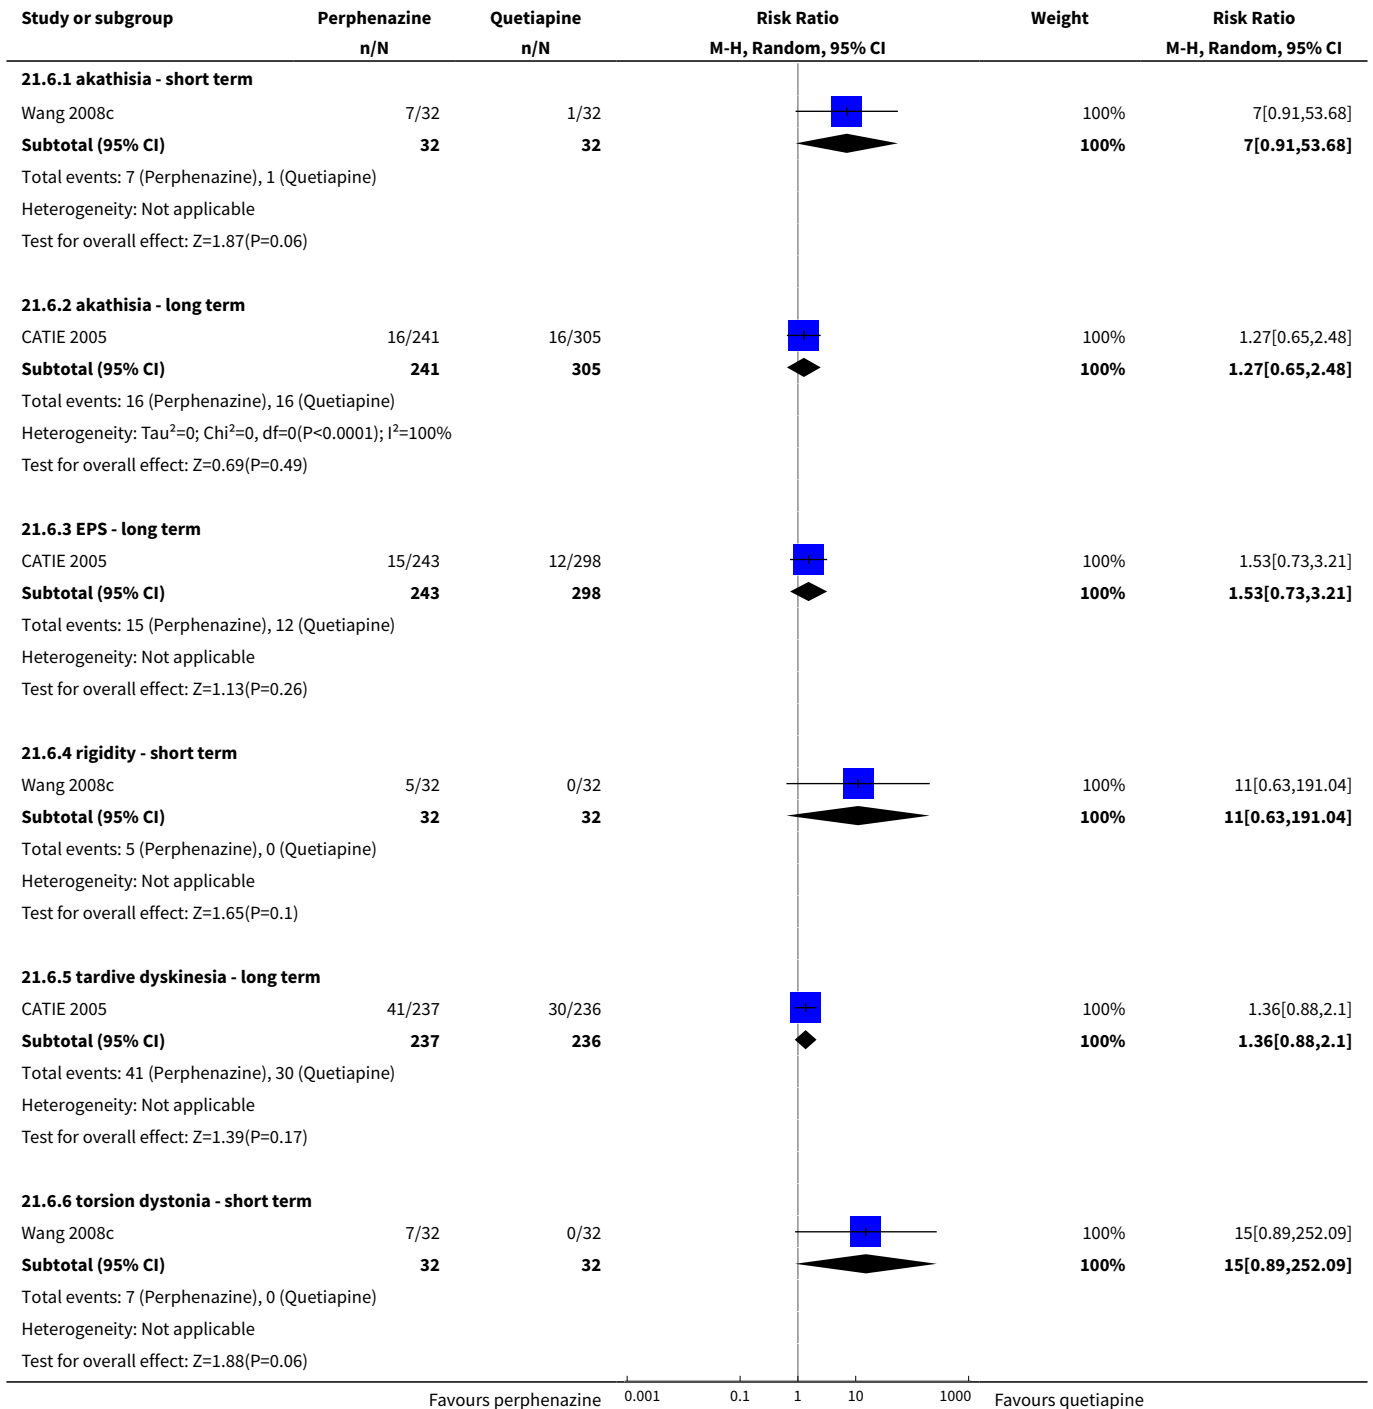 Study or subgroup Perphenazine Quetiapine Risk Ratio Weight Risk Ratio
n/N n/N M-H, Random, 95% CI M-H, Random, 95% CI
21.6.1 akathisia - short term
Wang 2008c 7/32 1/32 100% 7[0.91,53.68]
Subtotal (95% CI) 32 32 100% 7[0.91,53.68]
Total events: 7 (Perphenazine), 1 (Quetiapine)
Heterogeneity: Not applicable
Test for overall effect: Z=1.87(P=0.06)
21.6.2 akathisia - long term
CATIE 2005 16/241 16/305 100% 1.27[0.65,2.48]
Subtotal (95% CI) 241 305 100% 1.27[0.65,2.48]
Total events: 16 (Perphenazine), 16 (Quetiapine)
Heterogeneity: Tau²=0; Chi²=0, df=0(P<0.0001); I²=100%
Test for overall effect: Z=0.69(P=0.49)
21.6.3 EPS - long term
CATIE 2005 15/243 12/298 100% 1.53[0.73,3.21]
Subtotal (95% CI) 243 298 100% 1.53[0.73,3.21]
Total events: 15 (Perphenazine), 12 (Quetiapine)
Heterogeneity: Not applicable
Test for overall effect: Z=1.13(P=0.26)
21.6.4 rigidity - short term
Wang 2008c 5/32 0/32 100% 11[0.63,191.04]
Subtotal (95% CI) 32 32 100% 11[0.63,191.04]
Total events: 5 (Perphenazine), 0 (Quetiapine)
Heterogeneity: Not applicable
Test for overall effect: Z=1.65(P=0.1)
21.6.5 tardive dyskinesia - long term
CATIE 2005 41/237 30/236 100% 1.36[0.88,2.1]
Subtotal (95% CI) 237 236 100% 1.36[0.88,2.1]
Total events: 41 (Perphenazine), 30 (Quetiapine)
Heterogeneity: Not applicable
Test for overall effect: Z=1.39(P=0.17)
21.6.6 torsion dystonia - short term
Wang 2008c 7/32 0/32 100% 15[0.89,252.09]
Subtotal (95% CI) 32 32 100% 15[0.89,252.09]
Total events: 7 (Perphenazine), 0 (Quetiapine)
Heterogeneity: Not applicable
Test for overall effect: Z=1.88(P=0.06)
Favours perphenazine 0.001 0.1 1 10 1000 Favours quetiapine